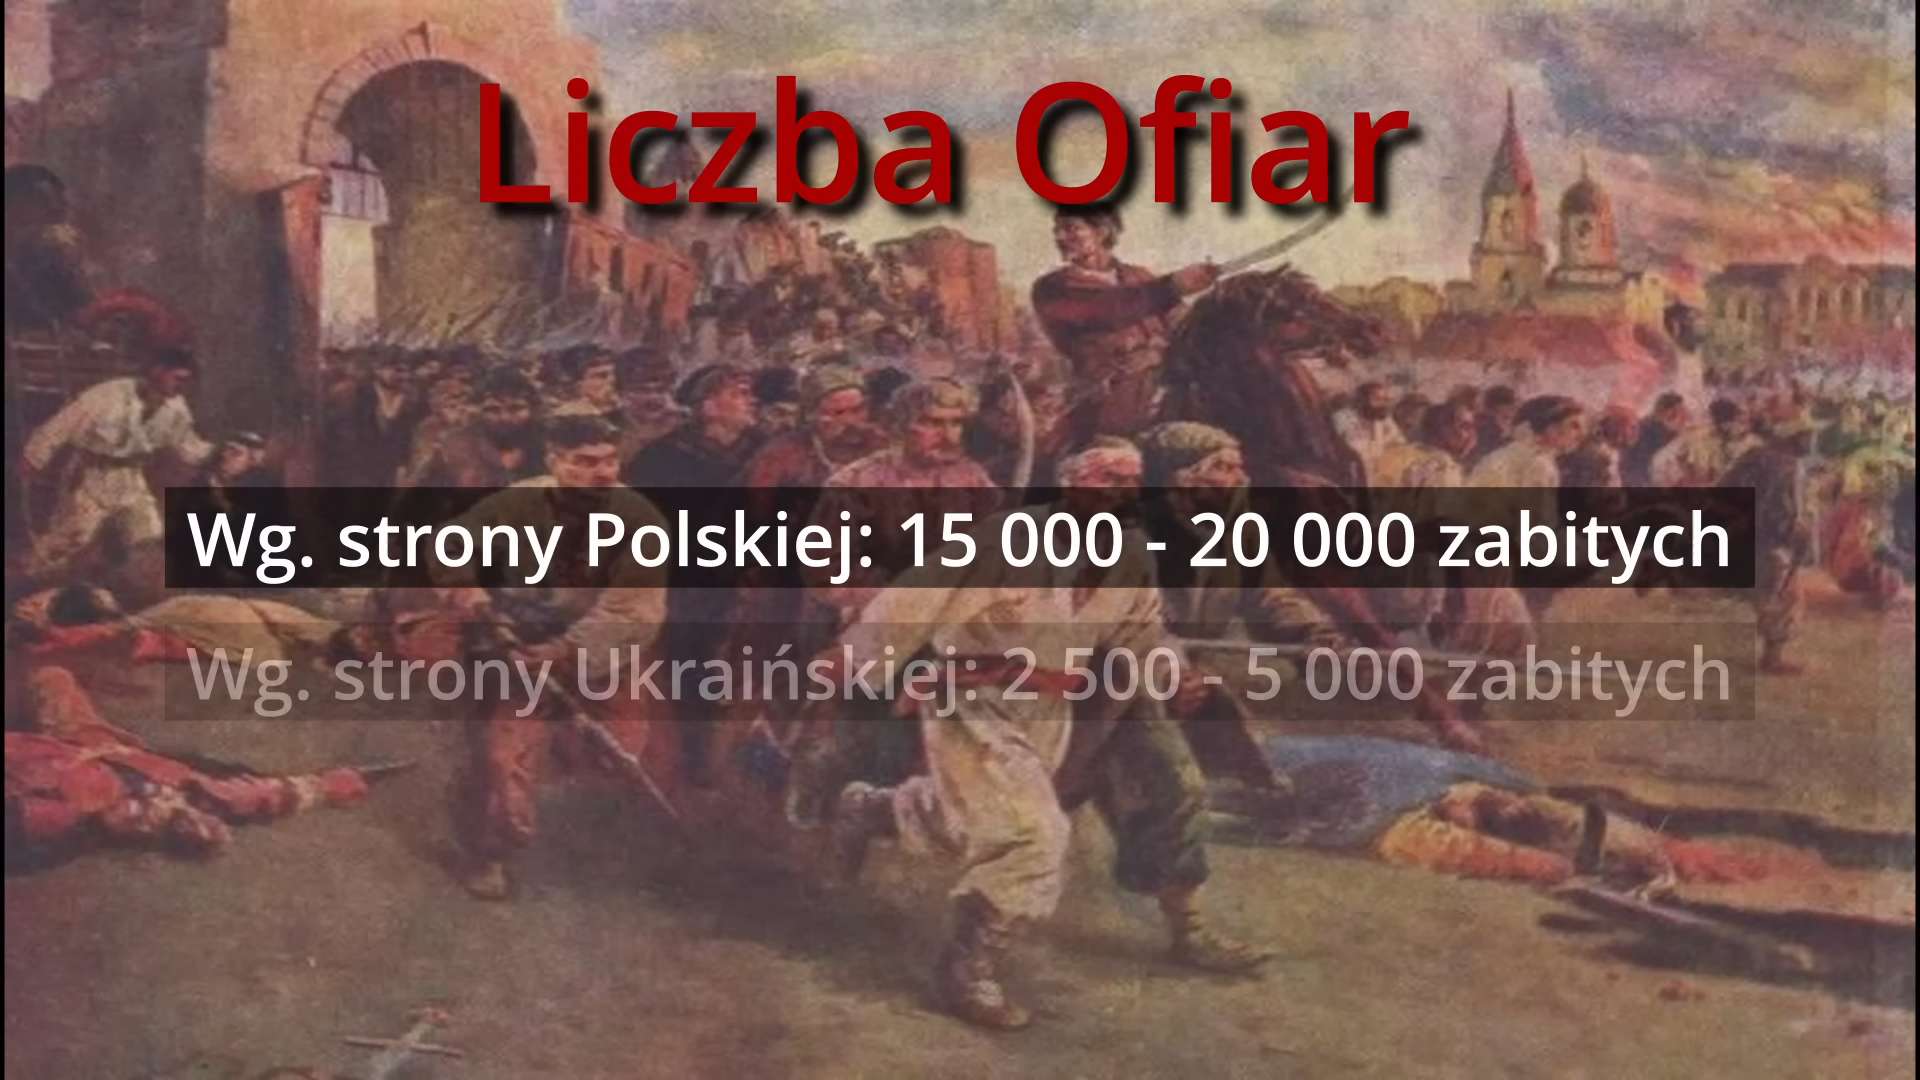 Liczba Ofiar
Wg. strony Polskiej: 15 000 - 20 000 zabitych
Wg. strony Ukraińskiej: 2 500 - 5 000 zabitych